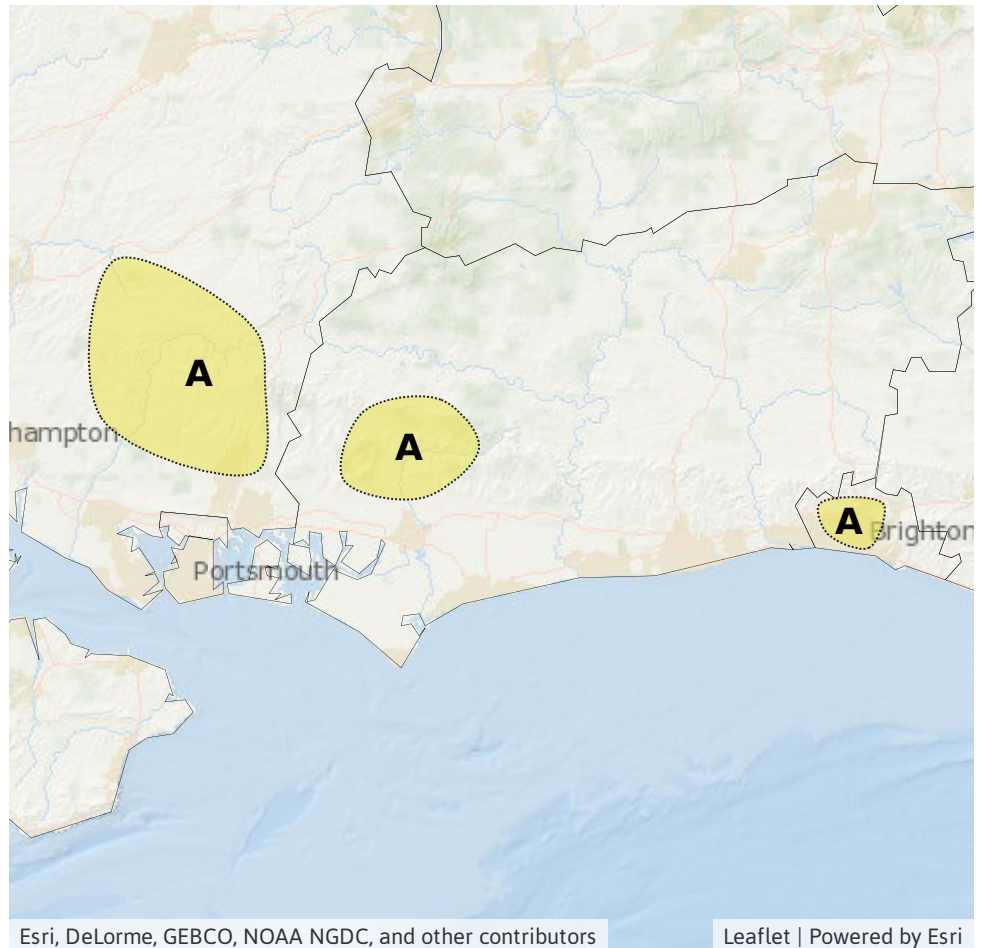 A
hampton
A
A
Brighton
Portsmouth
Esri, DeLorme, GEBCO, NOAA NGDC, and other contributors
Leaflet | Powered by Esri